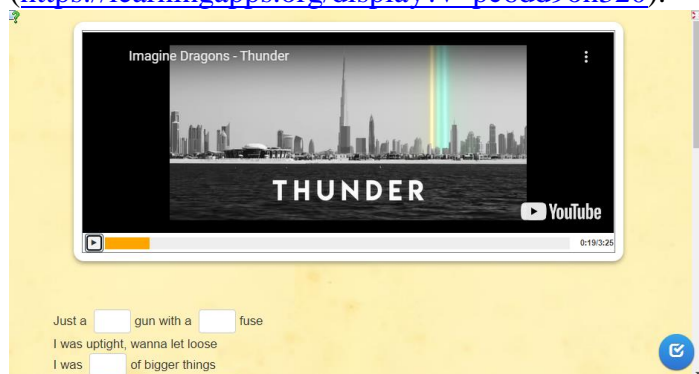 Imagine Dragons - Thunder
THUNDER
YouTube
0:19/3:25
Just a gun with a fuse
I was uptight, wanna let loose
I was of bigger things